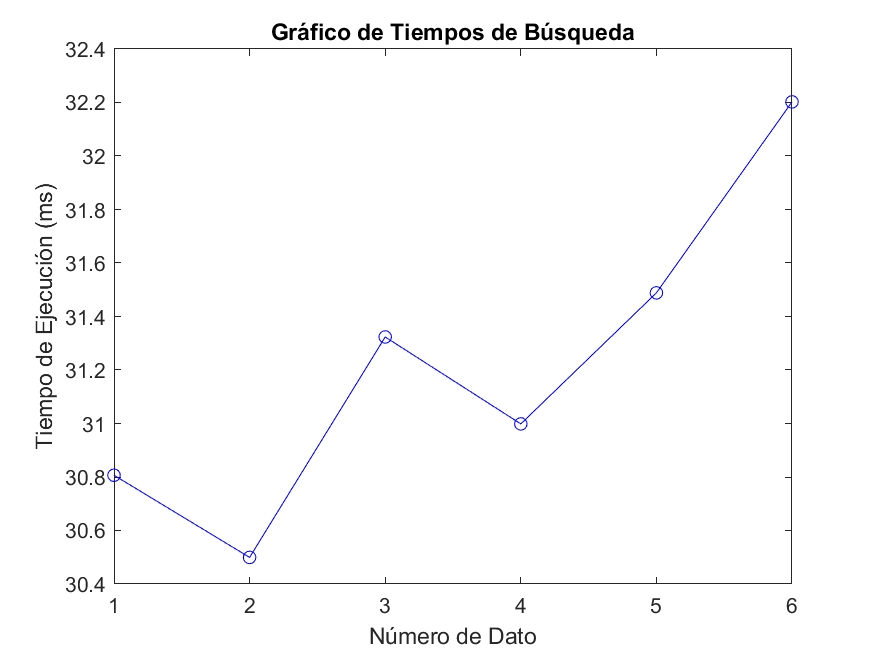 Gráfico de Tiempos de Búsqueda
32.4
32.2
32
31.8
31.6
31.4
31.2
31
30.8
30.6
30.4
Tiempo de Ejecución (ms)
1 2 3 4 5 6
Número de Dato